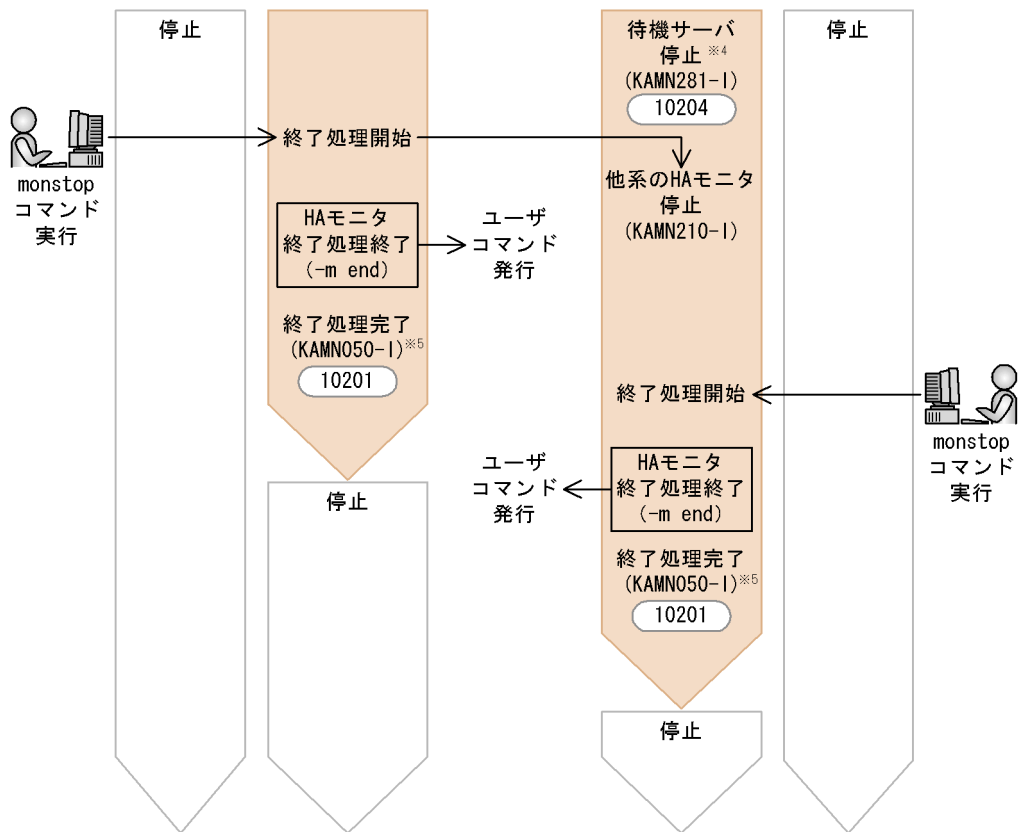 停止
待機サーバ
停止※4
(KAMN281-I)
10204
停止
monstop
コマンド
実行
終了処理開始
他系のHAモニタ
停止
(KAMN210-I)
HAモニタ
終了処理終了
(-m end)
ユーザ
コマンド
発行
終了処理完了
(KAMN050-I)※5
10201
終了処理開始
monstop
コマンド
実行
HAモニタ
終了処理終了
(-m end)
ユーザ
コマンド
発行
停止
終了処理完了
(KAMN050-I)※5
10201
停止